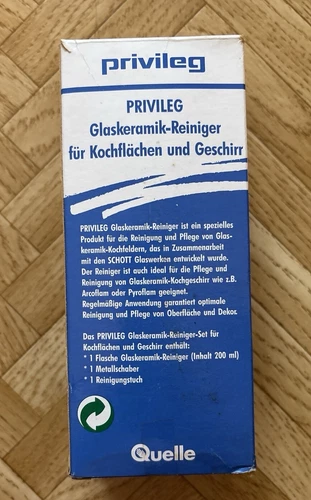 privileg
PRIVILEG
Glaskeramik-Reiniger
für Kochflächen und Geschirr
PRIVILEG Glaskeramik-Reiniger ist ein spezielles
Produkt für die Reinigung und Pflege von Glas-
keramik-Kochfeldern, das in Zusammenarbeit
mit den SCHOTT Glaswerken entwickelt wurde.
Der Reiniger ist auch ideal für die Pflege und
Reinigung von Glaskeramik-Kochgeschirr wie z.B.
Arcoflam oder Pyroflam geeignet.
Regelmäßige Anwendung garantiert optimale
Reinigung und Pflege von Oberfläche und Dekor.
Das PRIVILEG Glaskeramik-Reiniger-Set für
Kochflächen und Geschirr enthält:
* 1 Flasche Glaskeramik-Reiniger (Inhalt 200 ml)
* 1 Metallschaber
* 1 Reinigungstuch
Quelle